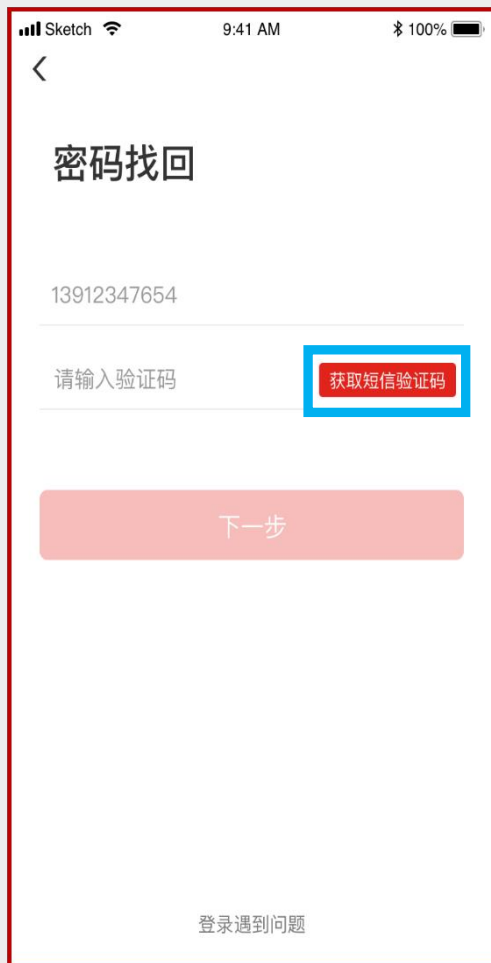 Sketch 9:41 AM 100%
密码找回
13912347654
请输入验证码 获取短信验证码
下一步
登录遇到问题